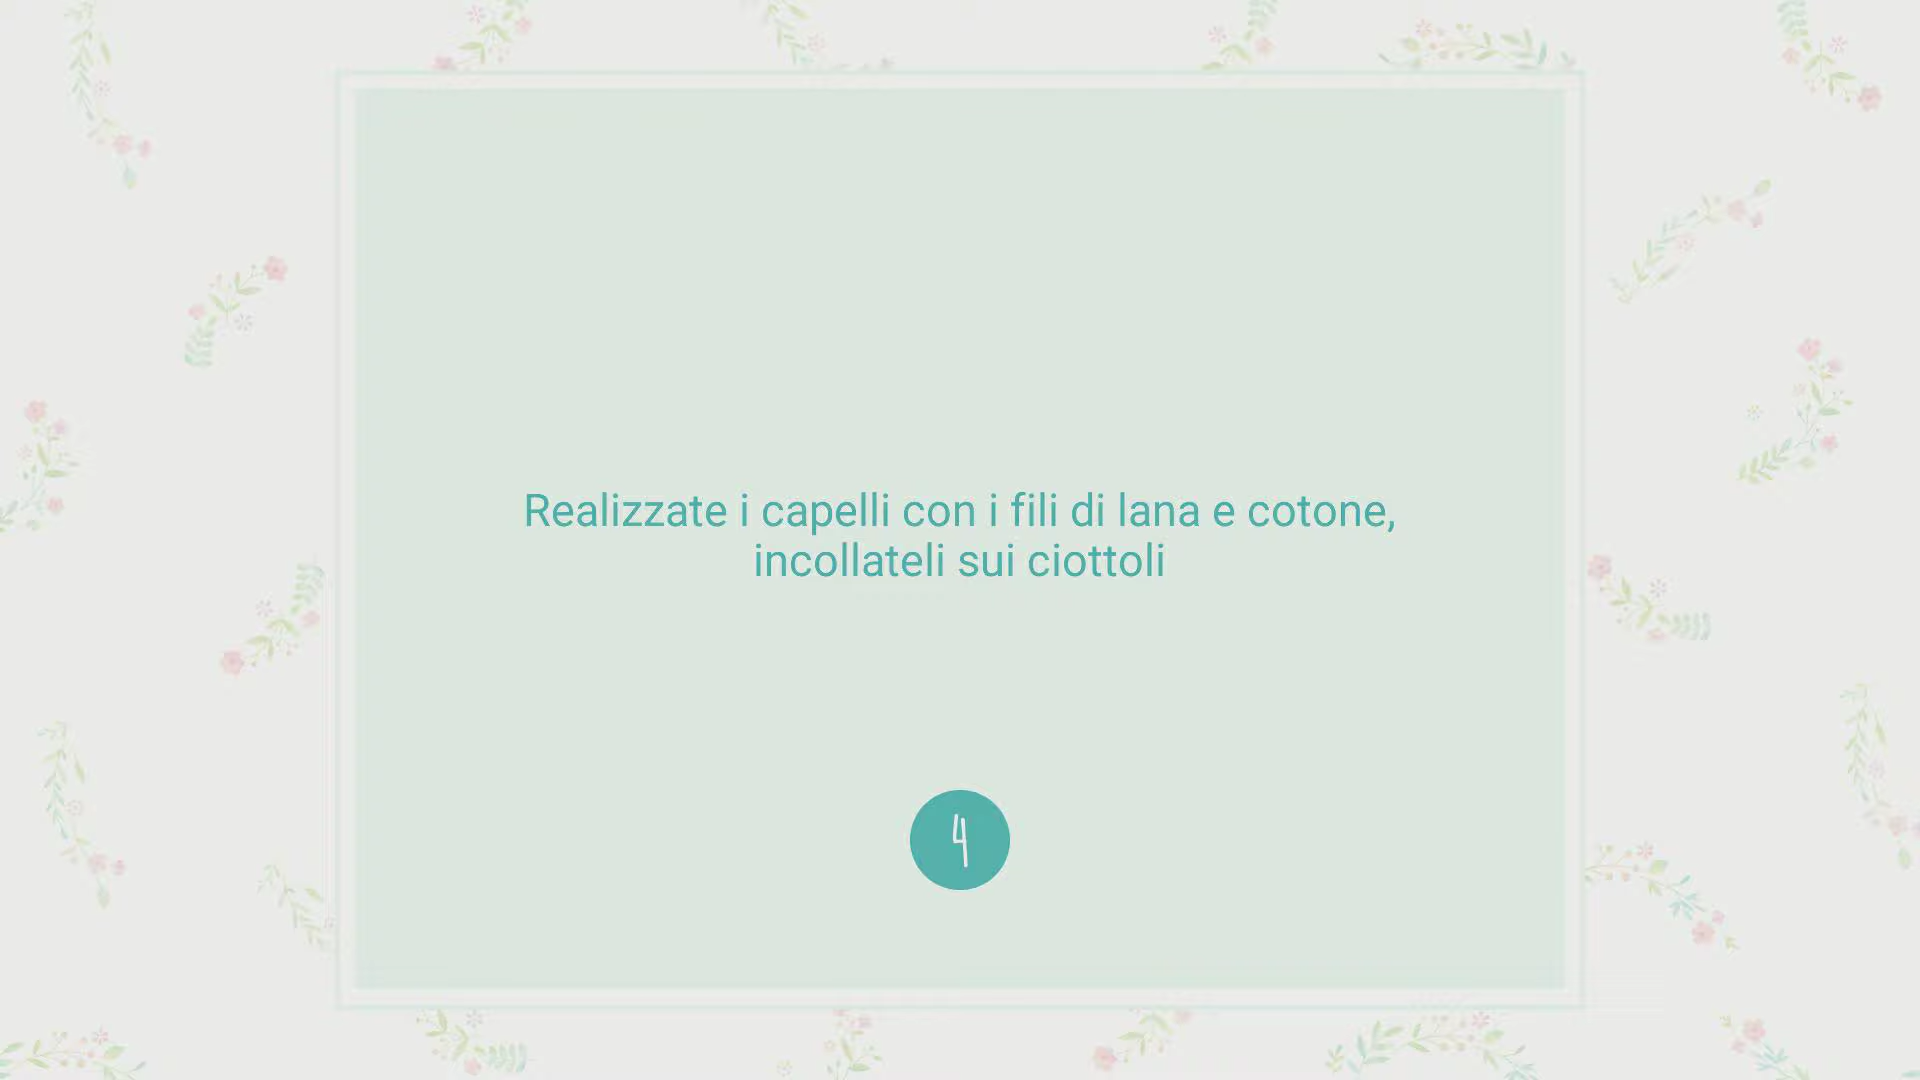 Realizzate i capelli con i fili di lana e cotone,
incollateli sui ciottoli
4